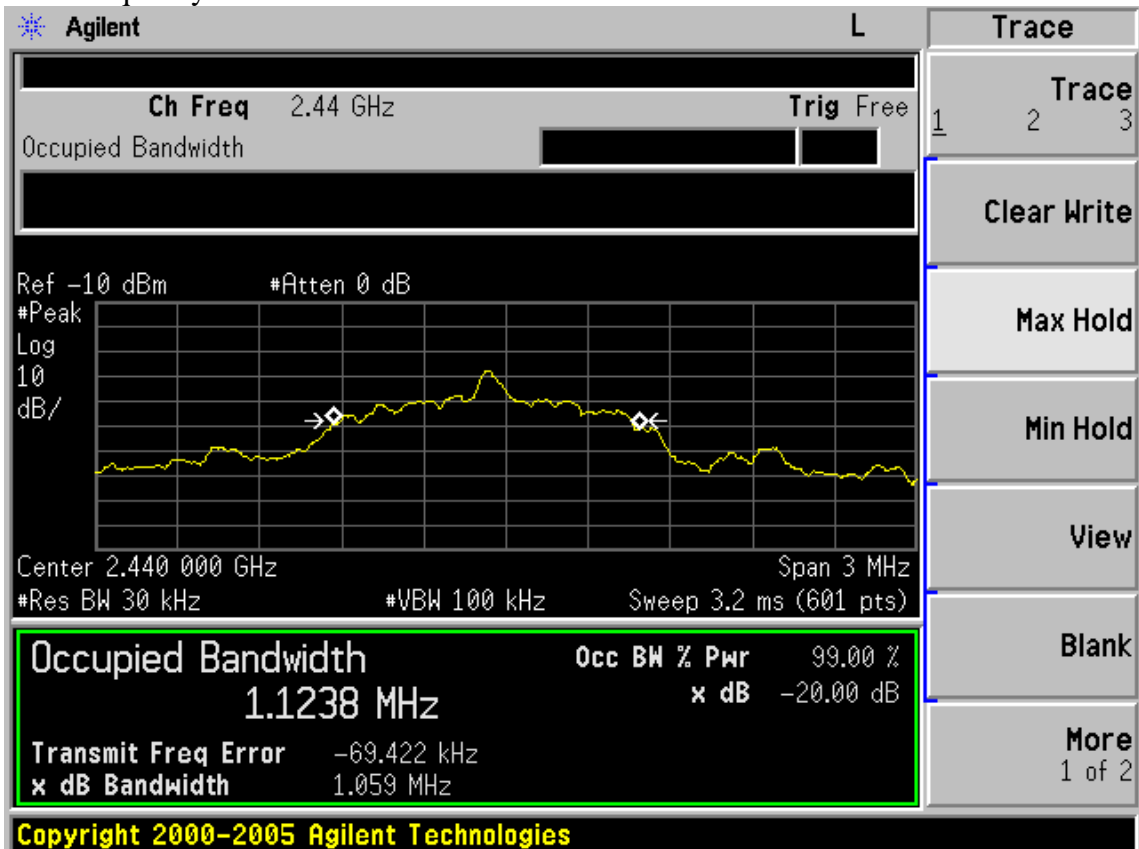 Agilent L
Trace
Ch Freq 2.44 GHz Trig Free
Occupied Bandwidth
Trace
1 2 3
Clear Write
Max Hold
Min Hold
View
Blank
More
1 of 2
Ref -10 dBm #Atten 0 dB
#Peak
Log
10
dB/
Center 2.440 000 GHz Span 3 MHz
#Res BW 30 kHz #VBW 100 kHz Sweep 3.2 ms (601 pts)
Occupied Bandwidth Occ BW % Pwr 99.00 %
1.1238 MHz x dB -20.00 dB
Transmit Freq Error -69.422 kHz
x dB Bandwidth 1.059 MHz
Copyright 2000-2005 Agilent Technologies